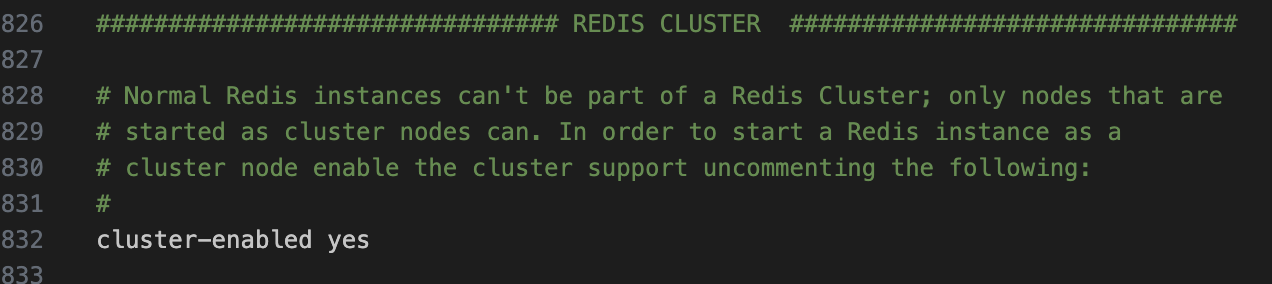 826 ################################ REDIS CLUSTER ###############################
827
828 # Normal Redis instances can't be part of a Redis Cluster; only nodes that are
829 # started as cluster nodes can. In order to start a Redis instance as a
830 # cluster node enable the cluster support uncommenting the following:
831 #
832 cluster-enabled yes
833